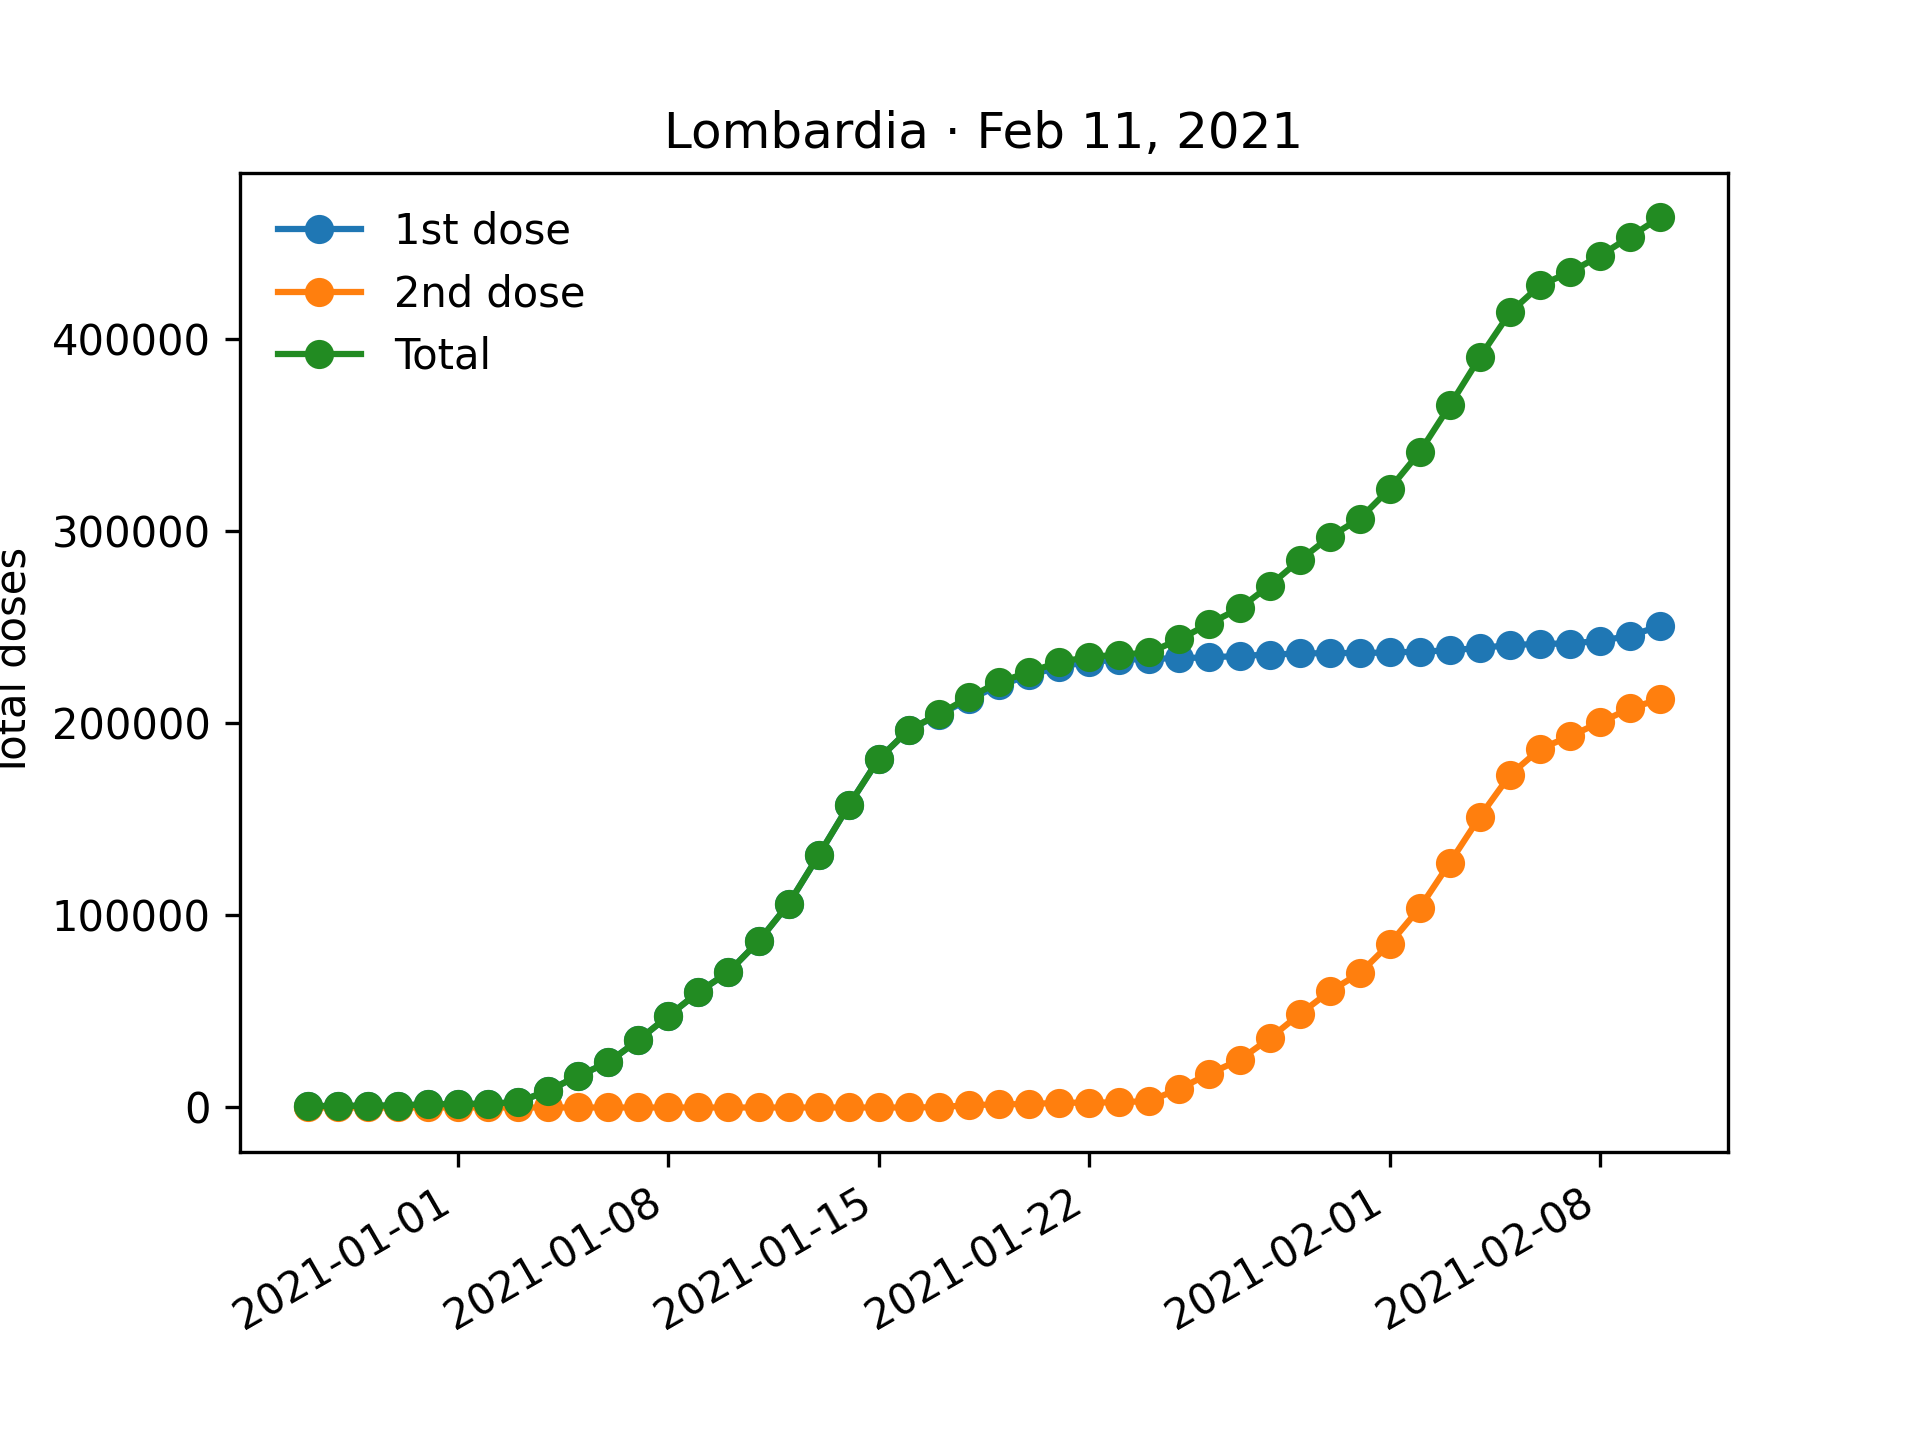 Lombardia · Feb 11, 2021
1st dose
2nd dose
Total
400000
300000
200000
100000
0
Total doses
2021-01-01
2021-01-08
2021-01-15
2021-01-22
2021-02-01
2021-02-08